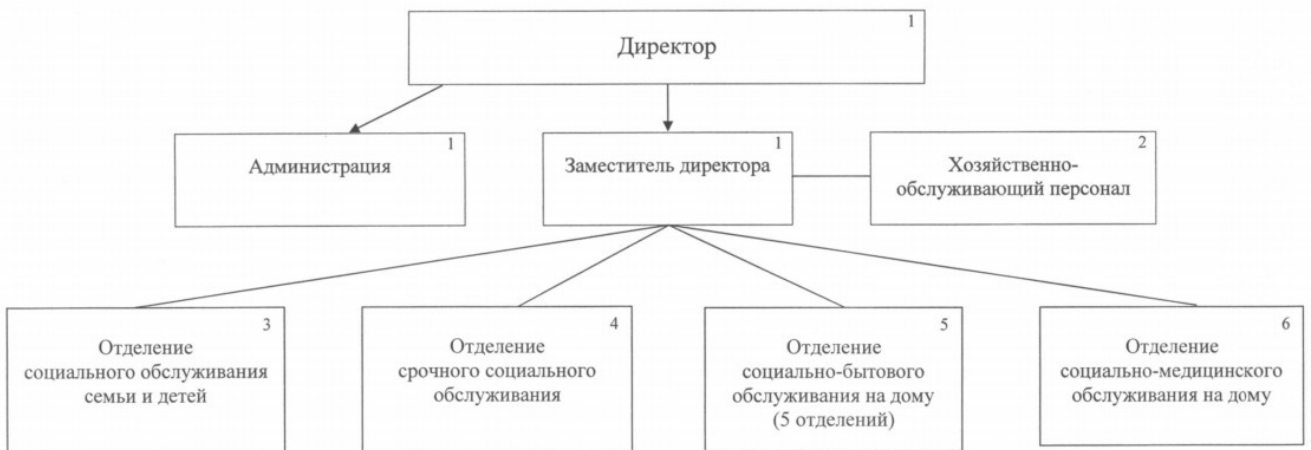 1
Директор
1
Администрация
1
Заместитель директора
2
Хозяйственно-
обслуживающий персонал
3
Отделение
социального обслуживания
семьи и детей
4
Отделение
срочного социального
обслуживания
5
Отделение
социально-бытового
обслуживания на дому
(5 отделений)
6
Отделение
социально-медицинского
обслуживания на дому